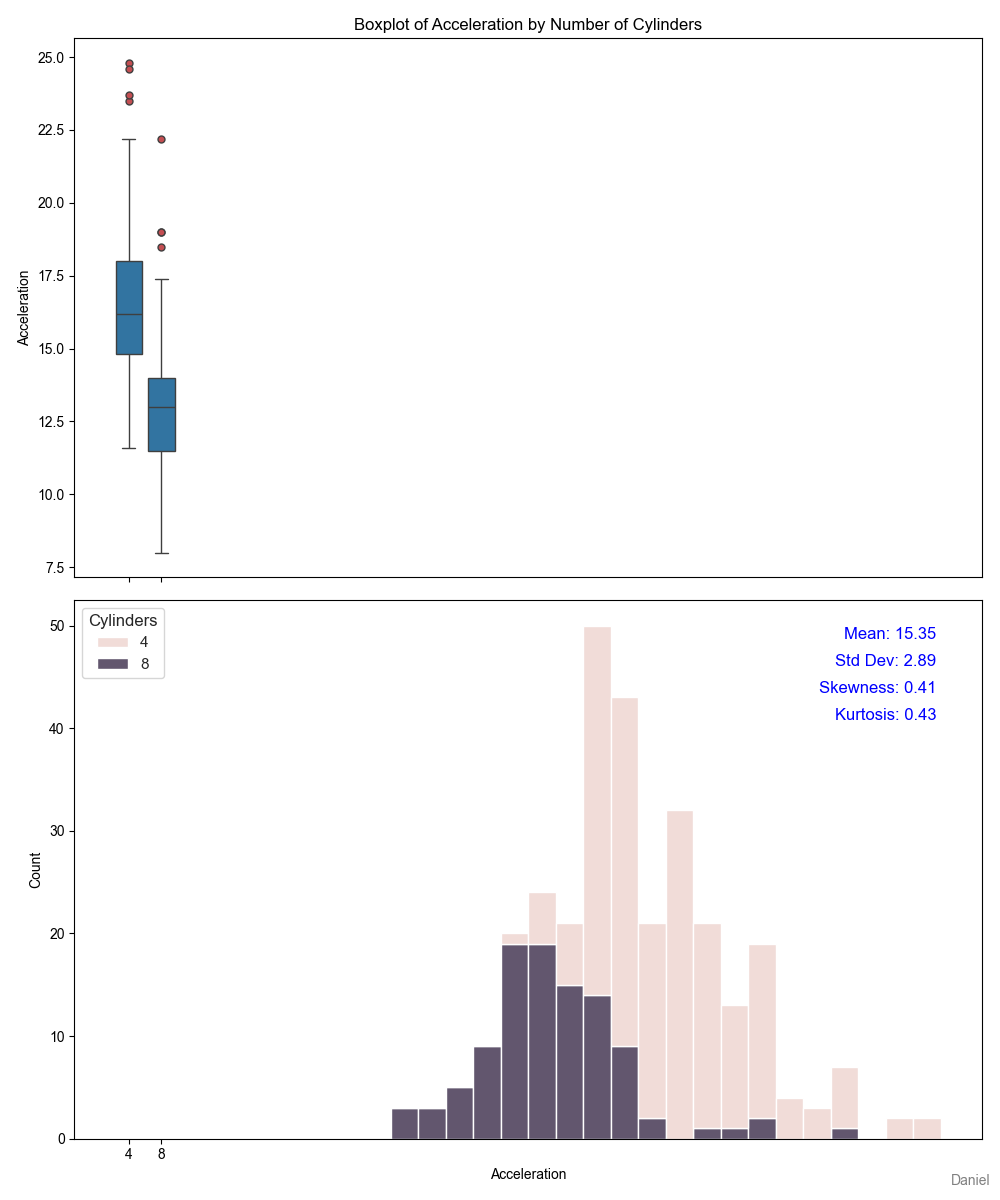 Boxplot of Acceleration by Number of Cylinders
25.0
22.5
20.0
17.5
15.0
12.5
10.0
7.5
Acceleration
Cylinders
4
8
Mean: 15.35
Std Dev: 2.89
Skewness: 0.41
Kurtosis: 0.43
50
40
30
20
10
0
Count
4 8
Acceleration
Daniel